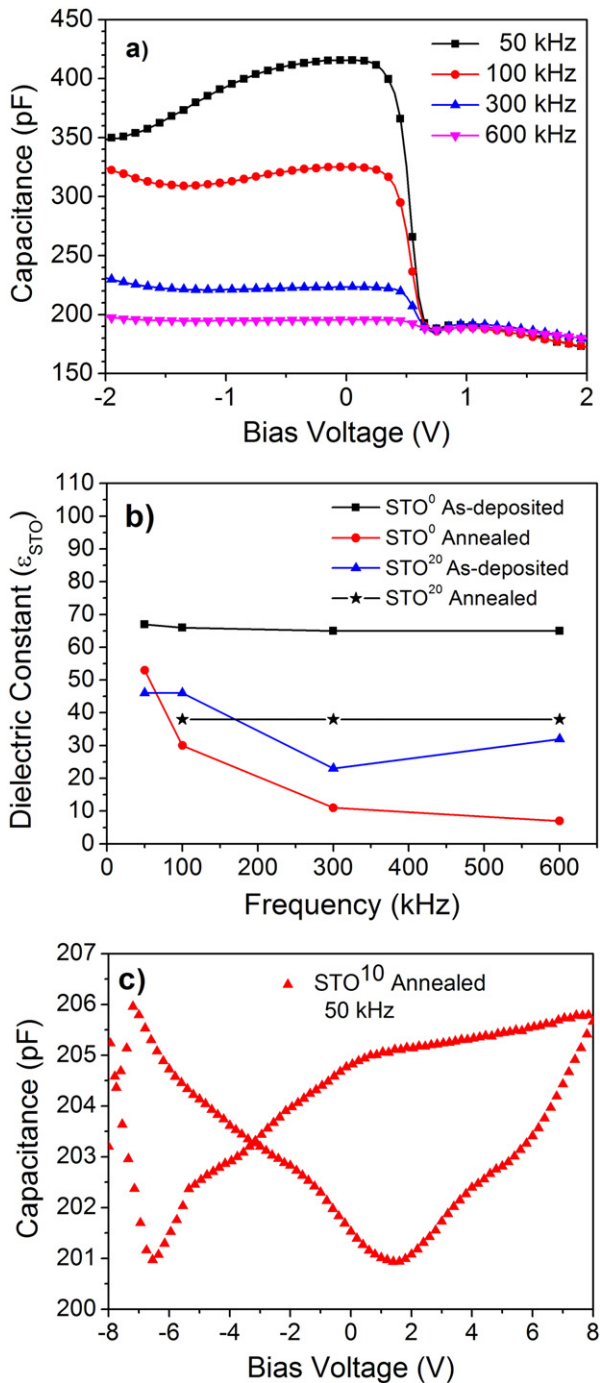 a)
50 kHz
100 kHz
300 kHz
600 kHz
Capacitance (pF)
450
400
350
300
250
200
150
-2
-1
0
1
2
Bias Voltage (V)
b)
STO⁰ As-deposited
STO⁰ Annealed
STO²⁰ As-deposited
STO²⁰ Annealed
Dielectric Constant (ε_STO)
110
100
90
80
70
60
50
40
30
20
10
0
0
100
200
300
400
500
600
Frequency (kHz)
c)
STO¹⁰ Annealed
50 kHz
Capacitance (pF)
207
206
205
204
203
202
201
200
-8
-6
-4
-2
0
2
4
6
8
Bias Voltage (V)